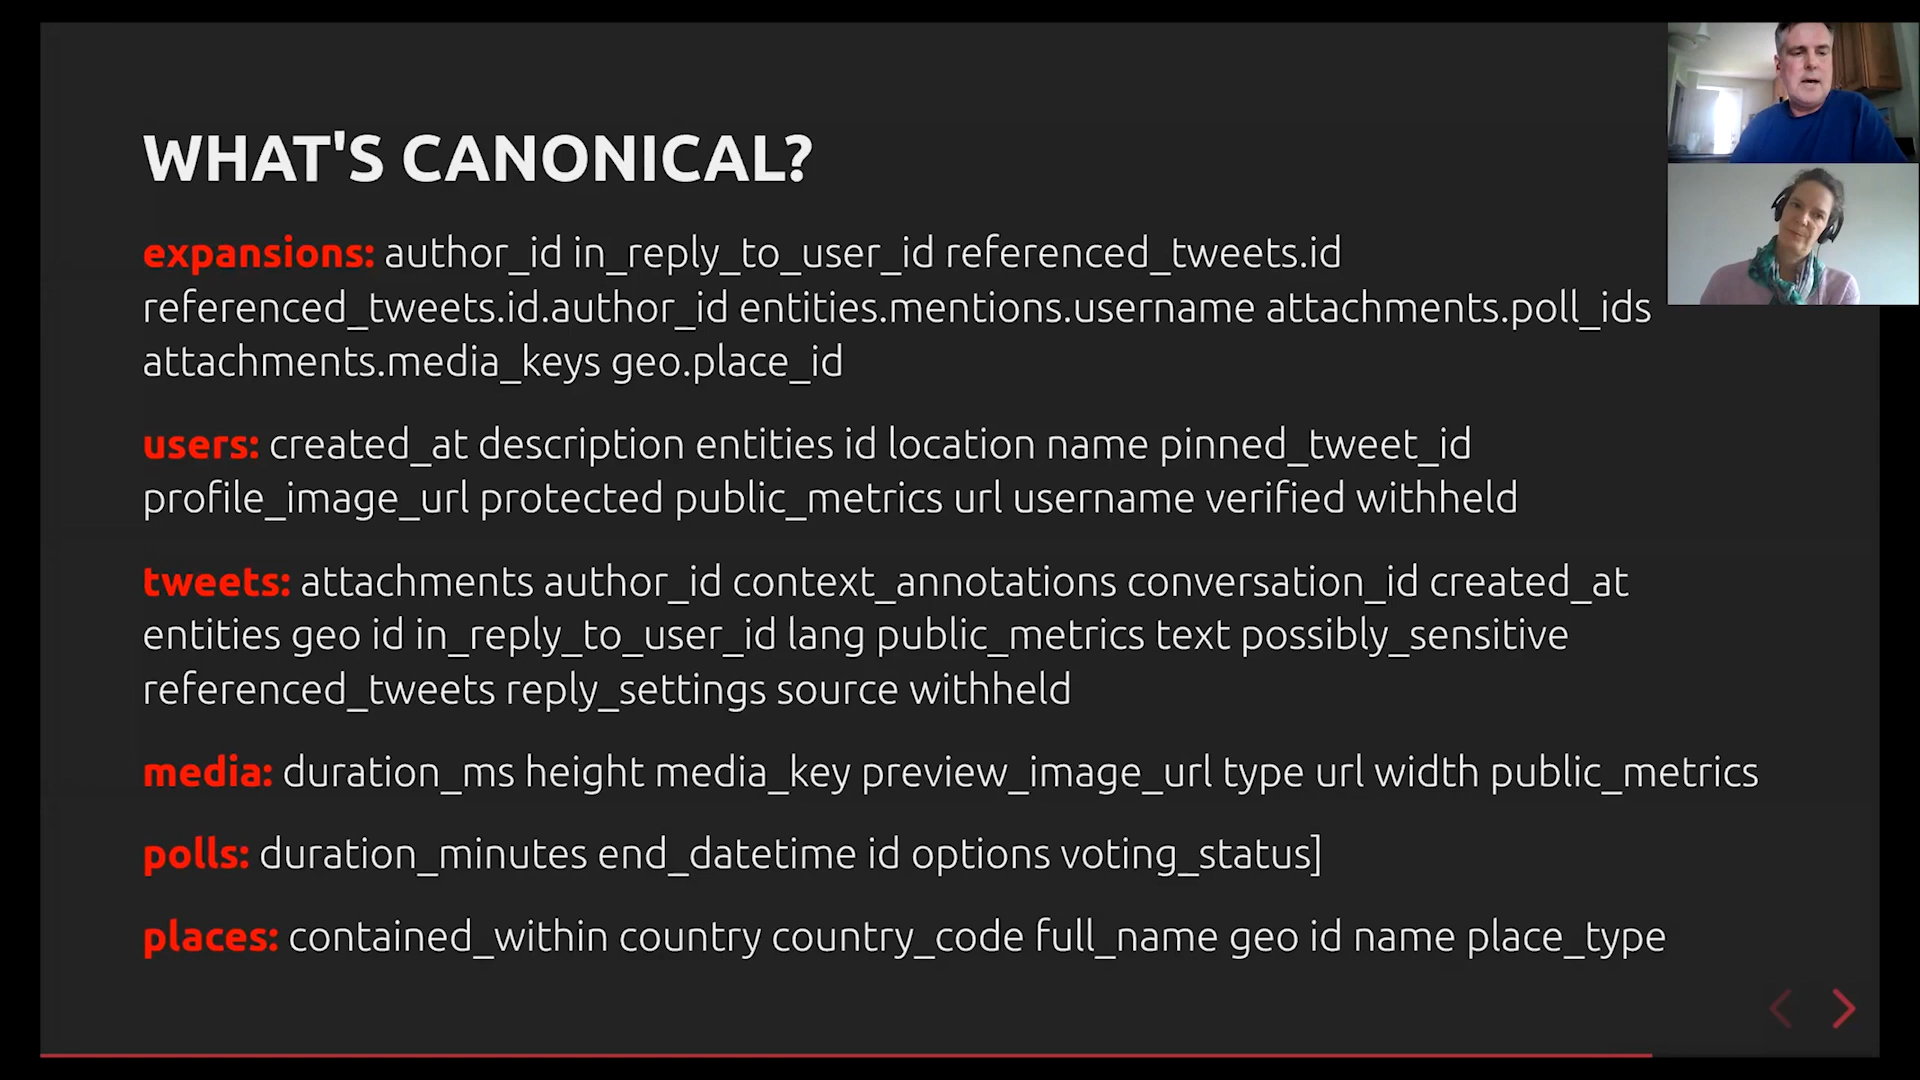 WHAT'S CANONICAL?
expansions: author_id in_reply_to_user_id referenced_tweets.id
referenced_tweets.id.author_id entities.mentions.username attachments.poll_ids
attachments.media_keys geo.place_id
users: created_at description entities id location name pinned_tweet_id
profile_image_url protected public_metrics url username verified withheld
tweets: attachments author_id context_annotations conversation_id created_at
entities geo id in_reply_to_user_id lang public_metrics text possibly_sensitive
referenced_tweets reply_settings source withheld
media: duration_ms height media_key preview_image_url type url width public_metrics
polls: duration_minutes end_datetime id options voting_status]
places: contained_within country country_code full_name geo id name place_type